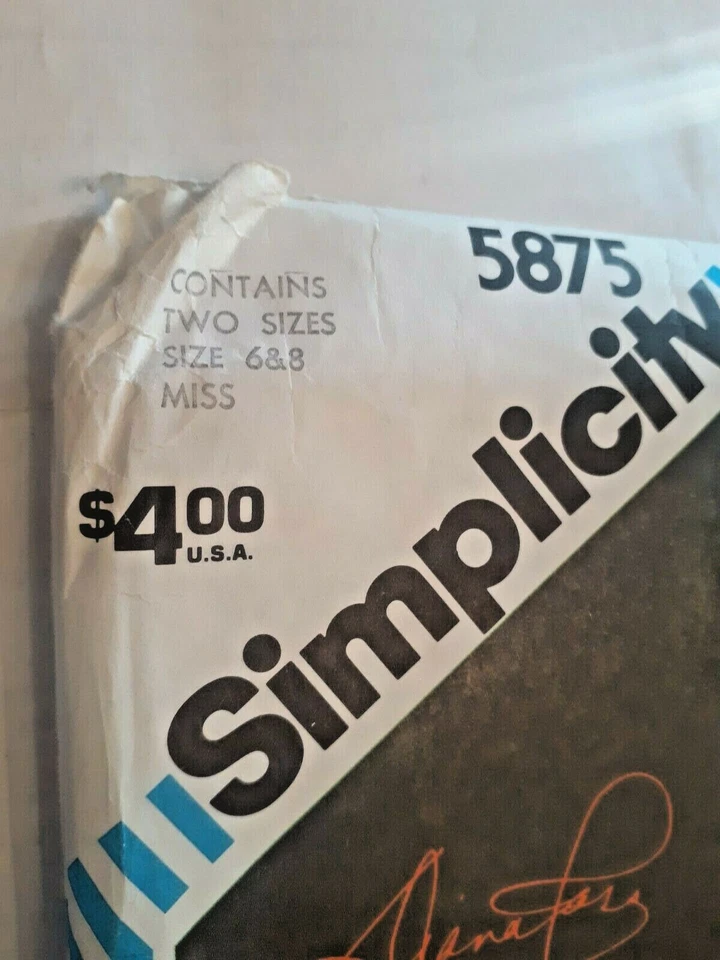 5875
CONTAINS
TWO SIZES
SIZE 6&8
MISS
$4.00
U.S.A.
Simplicity